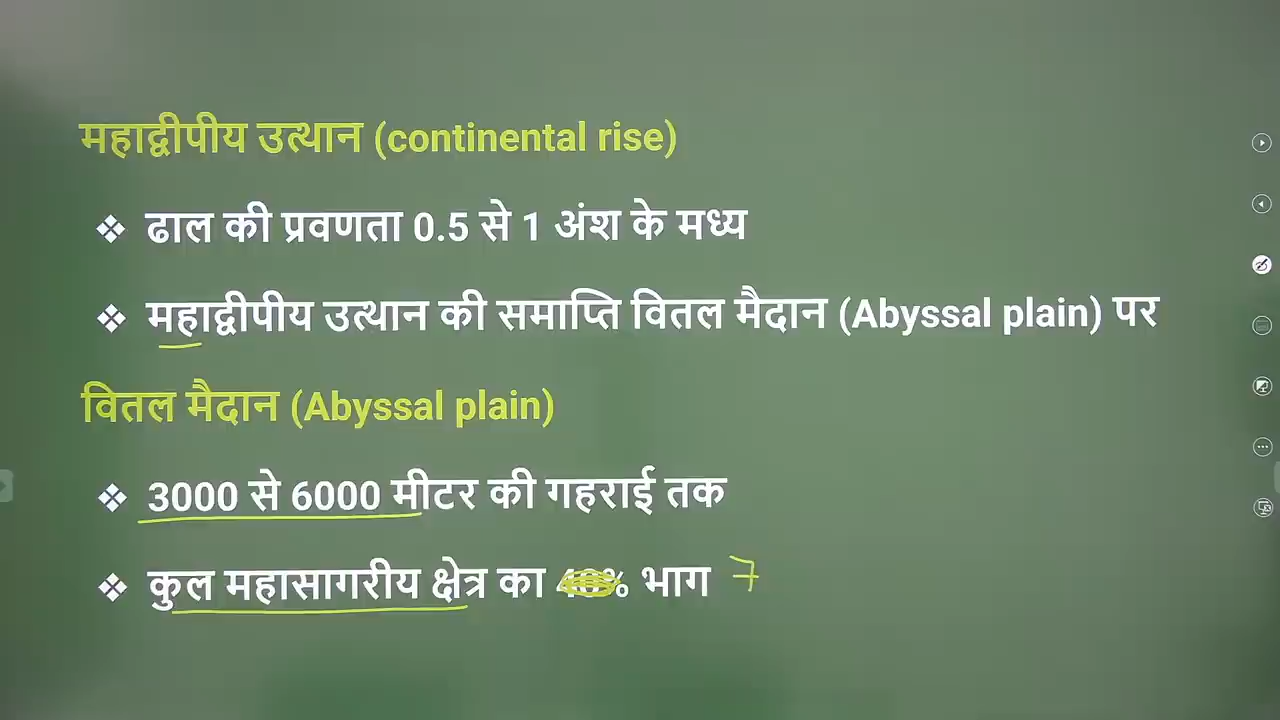 महाद्वीपीय उत्थान (continental rise)
❖ ढाल की प्रवणता 0.5 से 1 अंश के मध्य
❖ महाद्वीपीय उत्थान की समाप्ति वितल मैदान (Abyssal plain) पर
वितल मैदान (Abyssal plain)
❖ 3000 से 6000 मीटर की गहराई तक
❖ कुल महासागरीय क्षेत्र का % भाग 7